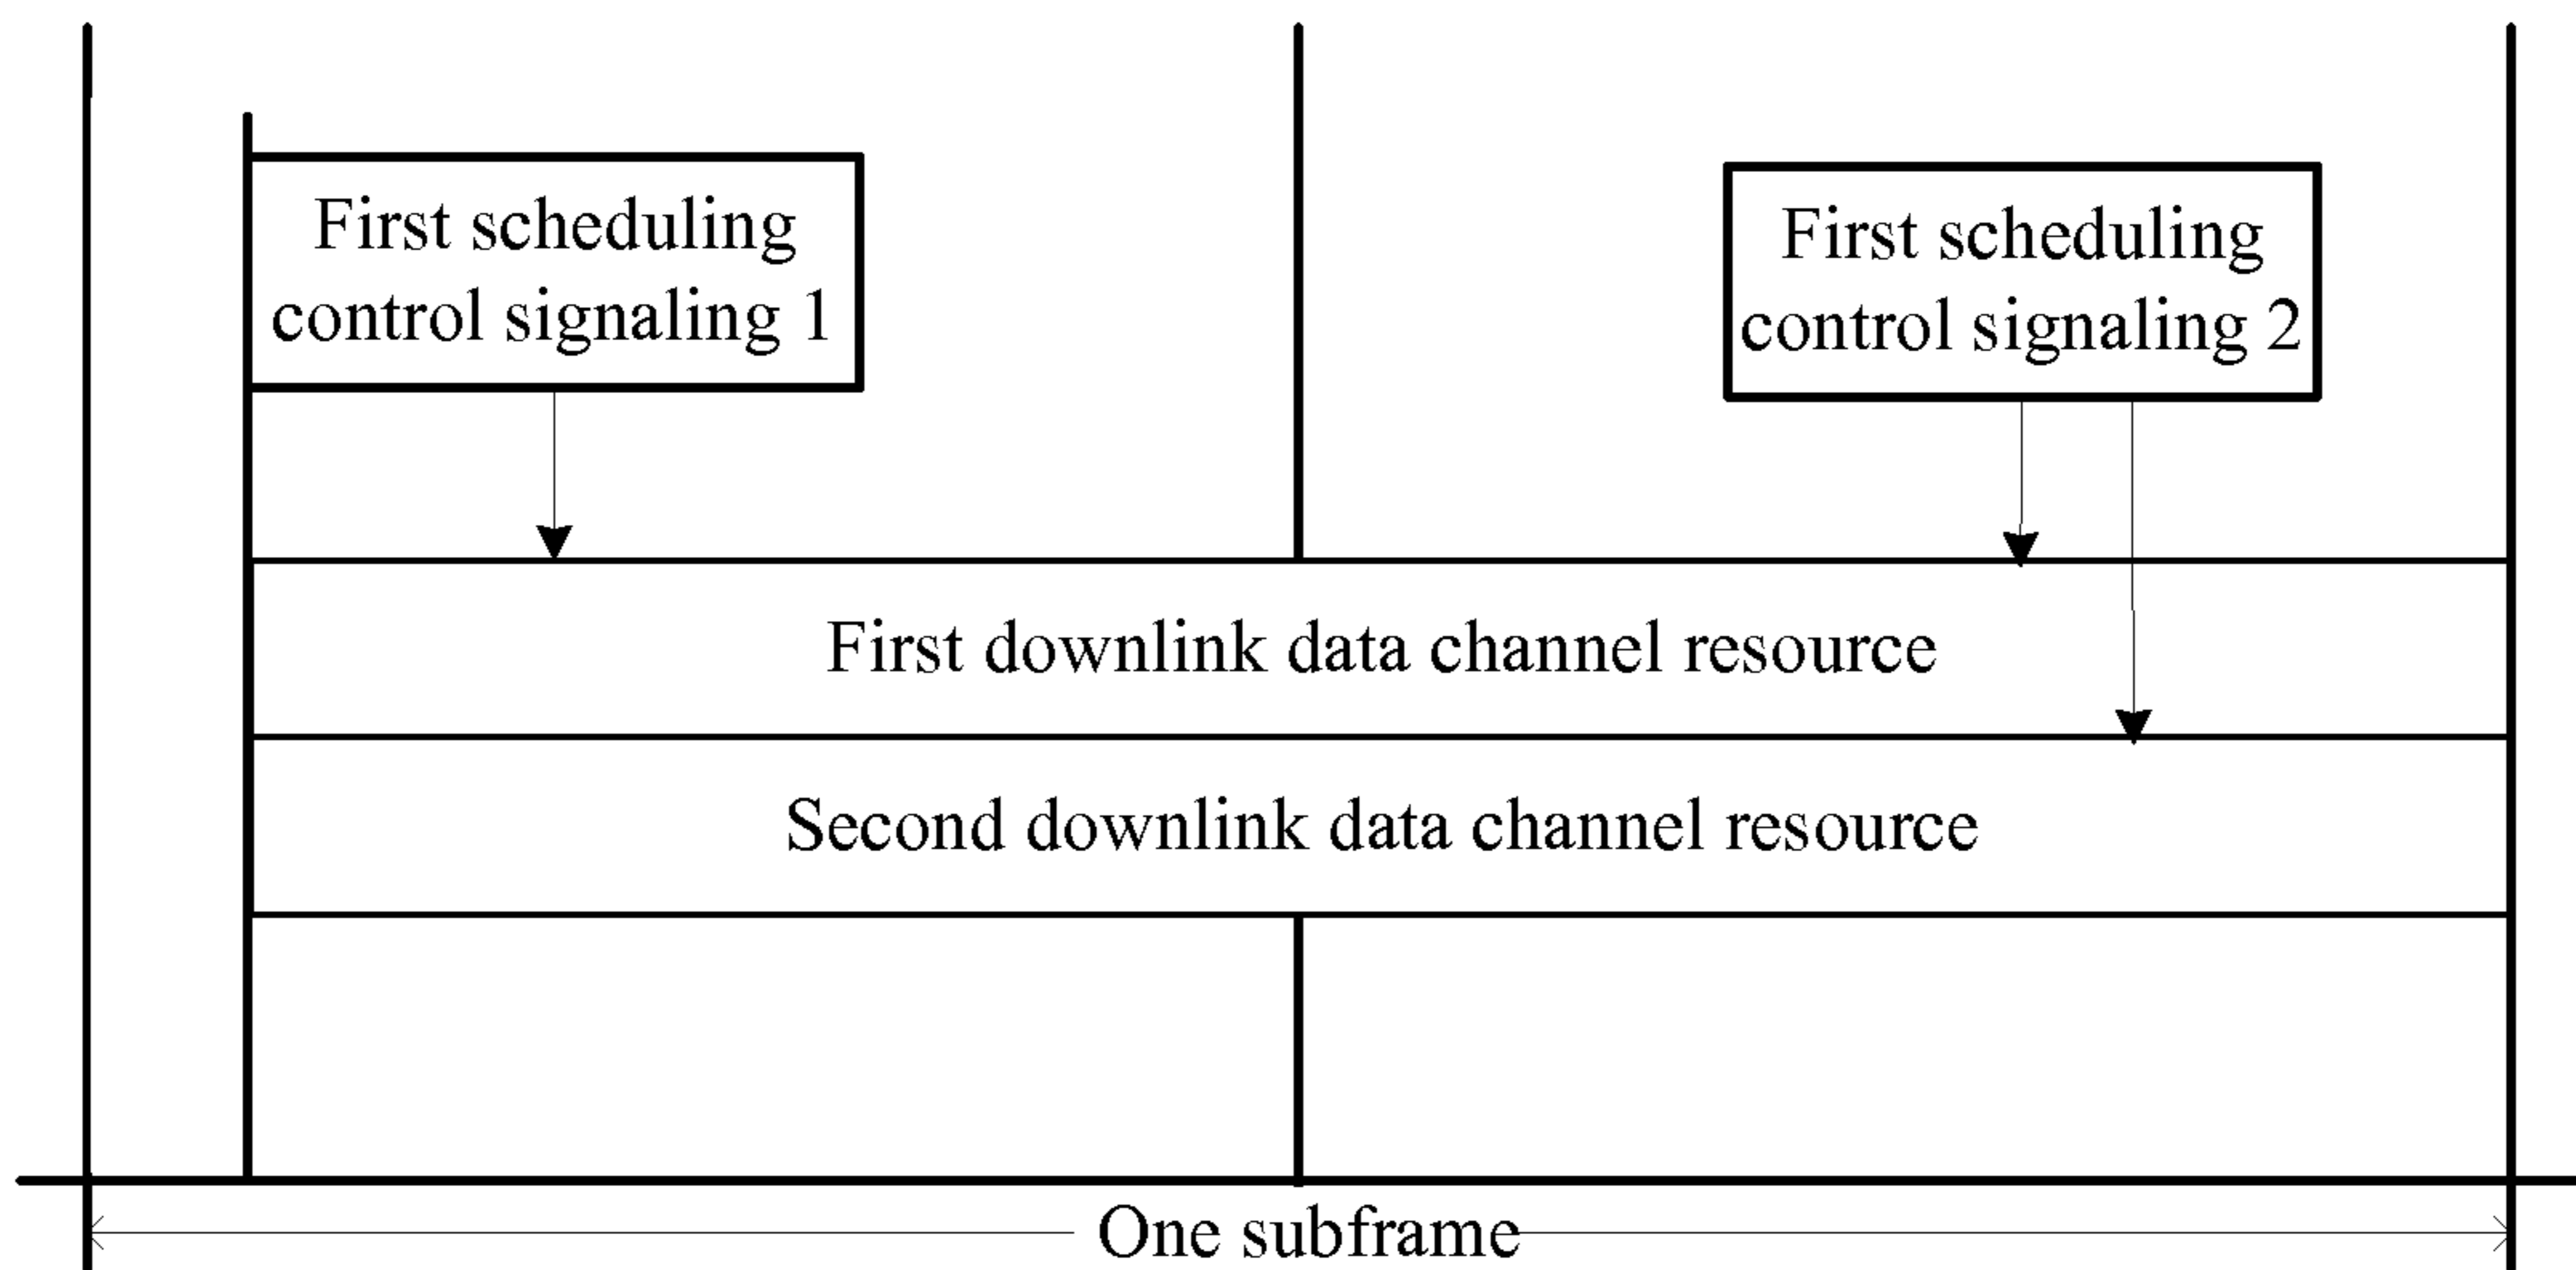 First scheduling
control signaling 1
First scheduling
control signaling 2
First downlink data channel resource
Second downlink data channel resource
One subframe